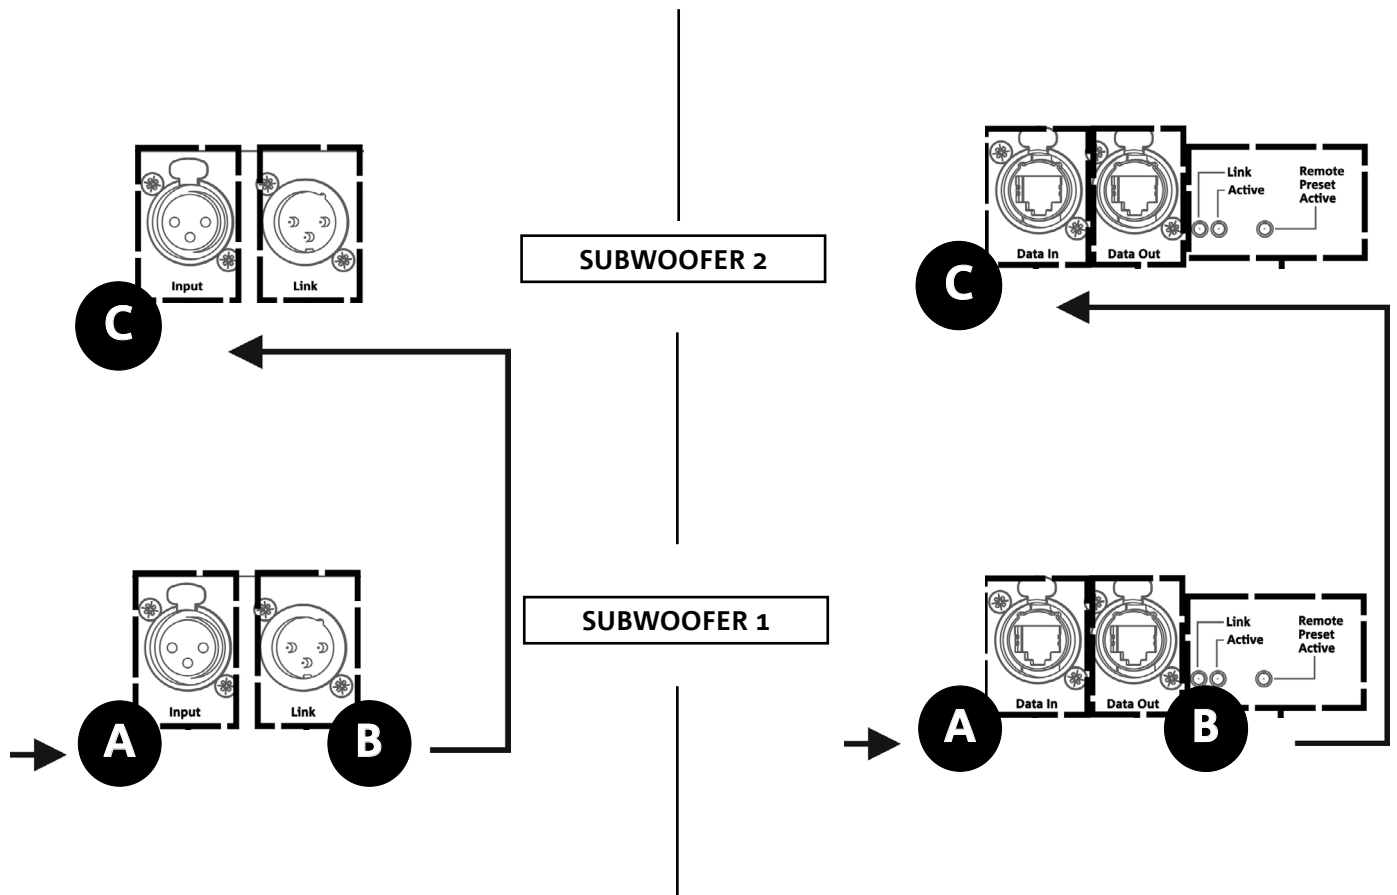 Link
Remote
Preset
Active
Active
Data In
Data Out
SUBWOOFER 2
C
Input
Link
C
SUBWOOFER 1
Link
Remote
Preset
Active
Active
Input
Link
Data In
Data Out
A
B
A
B